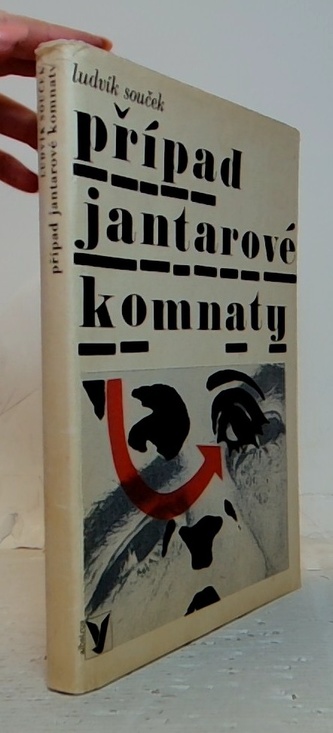 ludvík souček
případ
jantarové
komnaty
LUDVÍK SOUČEK
případ jantarové komnaty
albatros